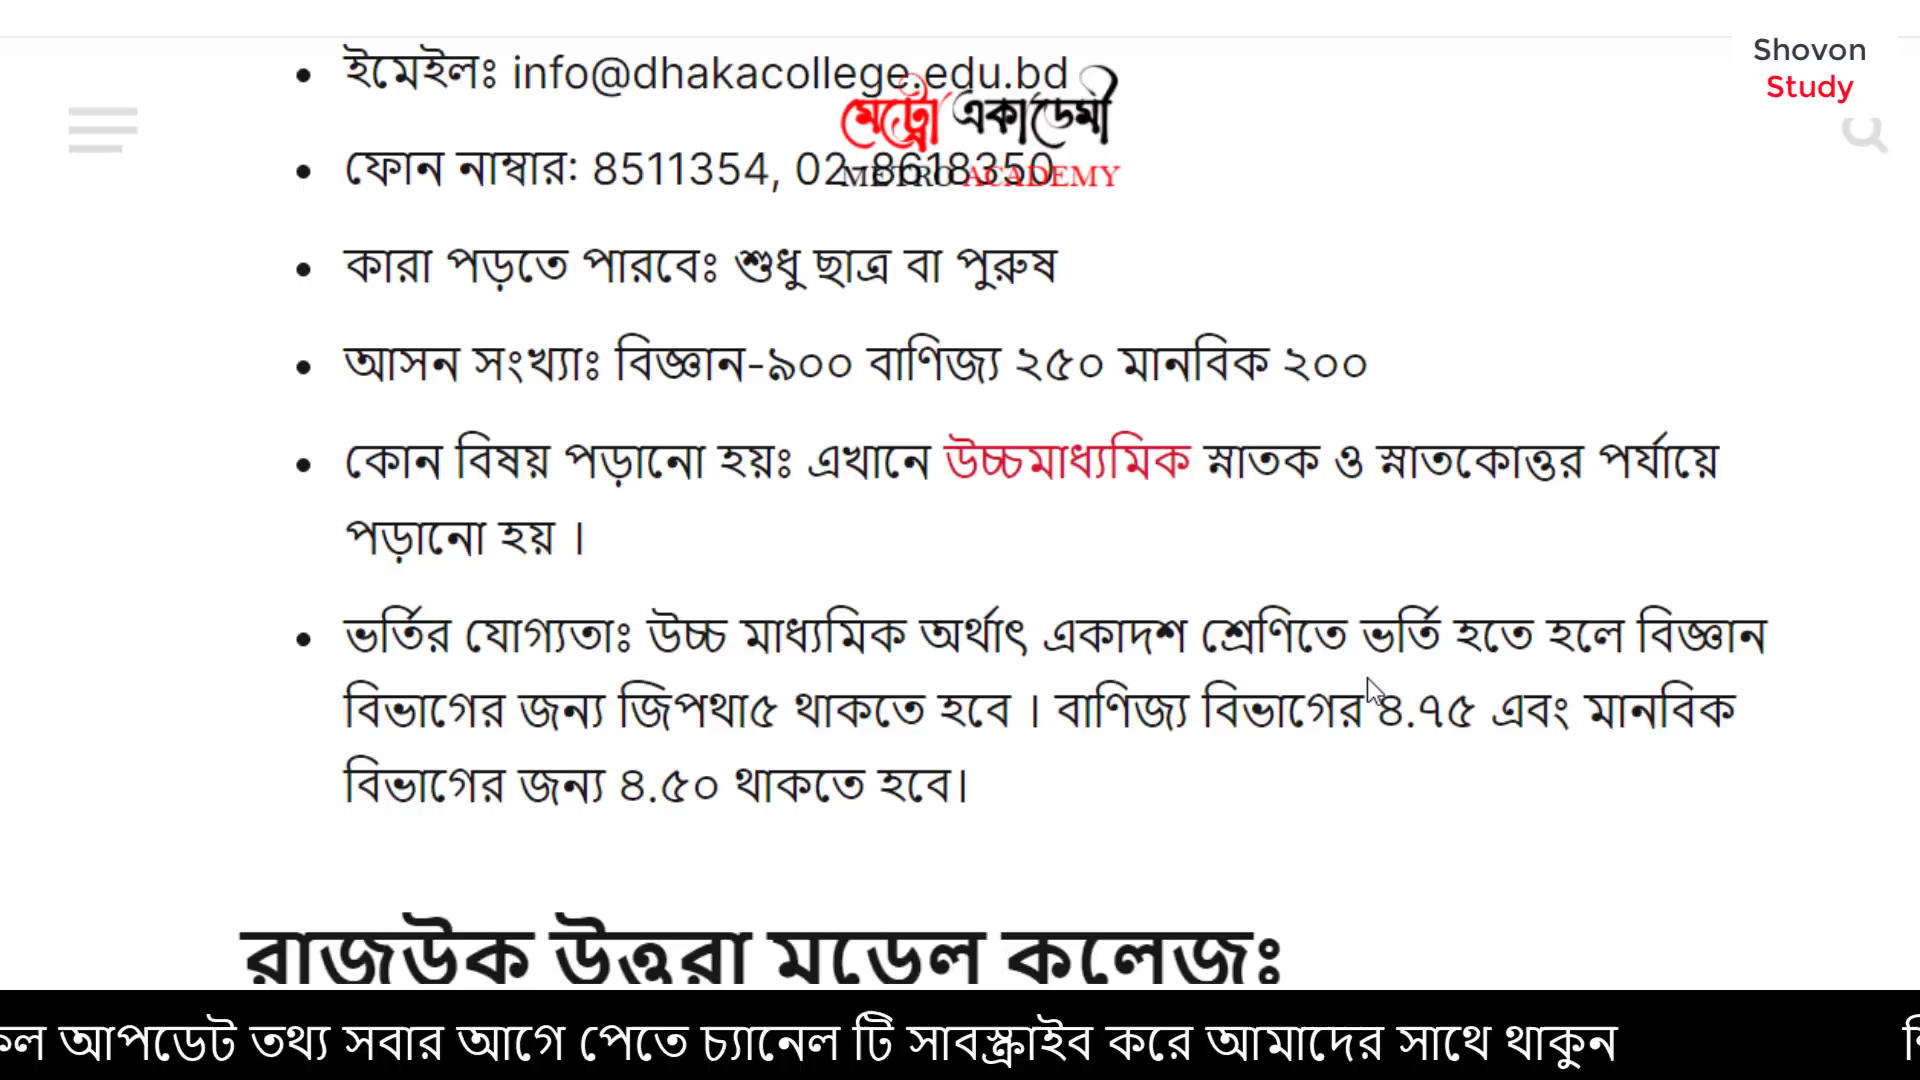 Shovon
Study
ইমেইলঃ info@dhakacollege.edu.bd
মেট্রো একাডেমী
ফোন নাম্বার: 8511354, 02-8618350
METRO ACADEMY
কারা পড়তে পারবেঃ শুধু ছাত্র বা পুরুষ
আসন সংখ্যাঃ বিজ্ঞান-৯০০ বাণিজ্য ২৫০ মানবিক ২০০
কোন বিষয় পড়ানো হয়ঃ এখানে উচ্চমাধ্যমিক স্নাতক ও স্নাতকোত্তর পর্যায়ে
পড়ানো হয় ।
ভর্তির যোগ্যতাঃ উচ্চ মাধ্যমিক অর্থাৎ একাদশ শ্রেণিতে ভর্তি হতে হলে বিজ্ঞান
বিভাগের জন্য জিপথা৫ থাকতে হবে । বাণিজ্য বিভাগের ৪.৭৫ এবং মানবিক
বিভাগের জন্য ৪.৫০ থাকতে হবে।
রাজউক উত্তরা মডেল কলেজঃ
আপডেট তথ্য সবার আগে পেতে চ্যানেল টি সাবস্ক্রাইব করে আমাদের সাথে থাকুন